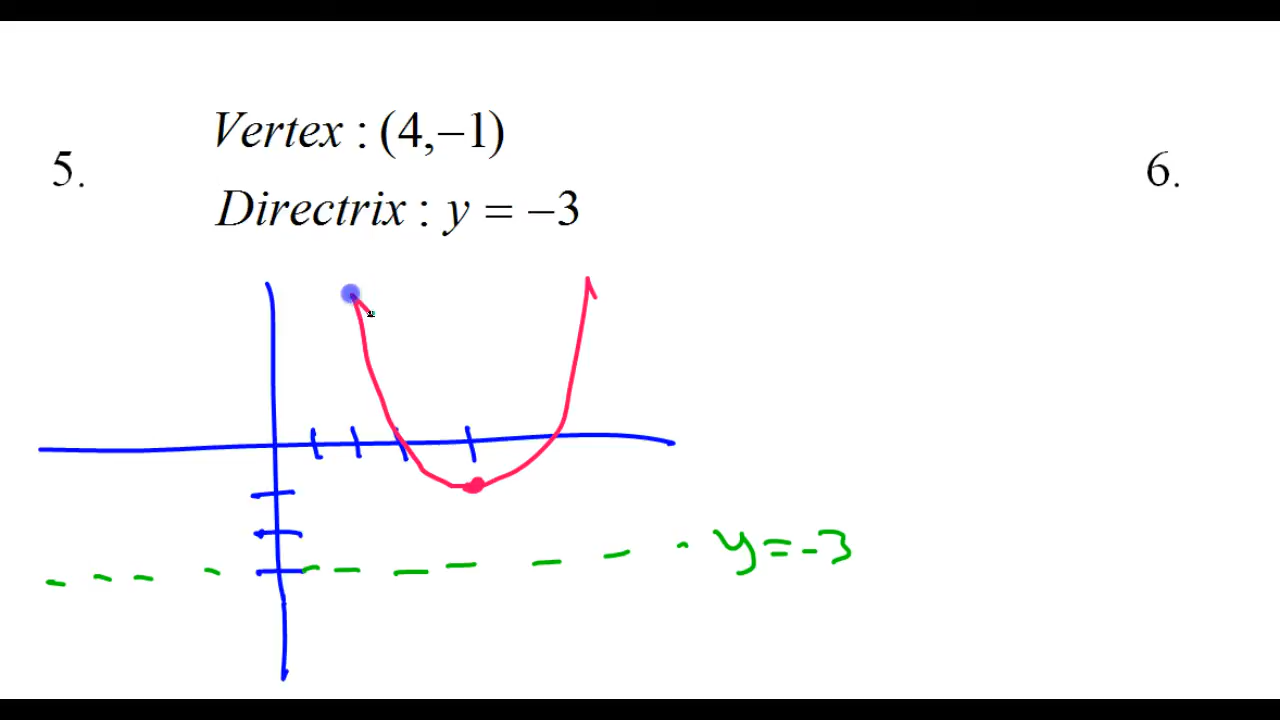 5.
Vertex : (4,−1)
Directrix : y = −3
6.
y=-3